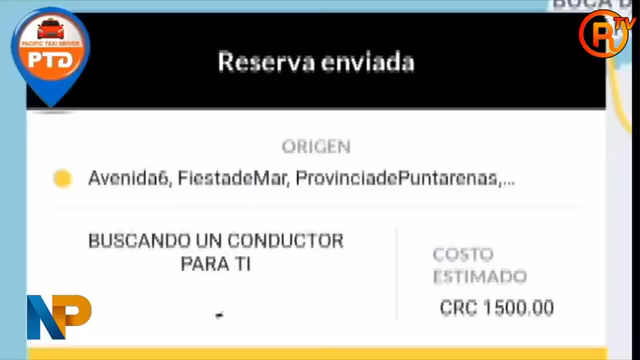 BOCA D
PACIFIC TAXI DRIVER
PTD
R TV
Reserva enviada
ORIGEN
Avenida6, FiestadeMar, ProvinciadePuntarenas,...
BUSCANDO UN CONDUCTOR
PARA TI
-
COSTO
ESTIMADO
CRC 1500.00
NP